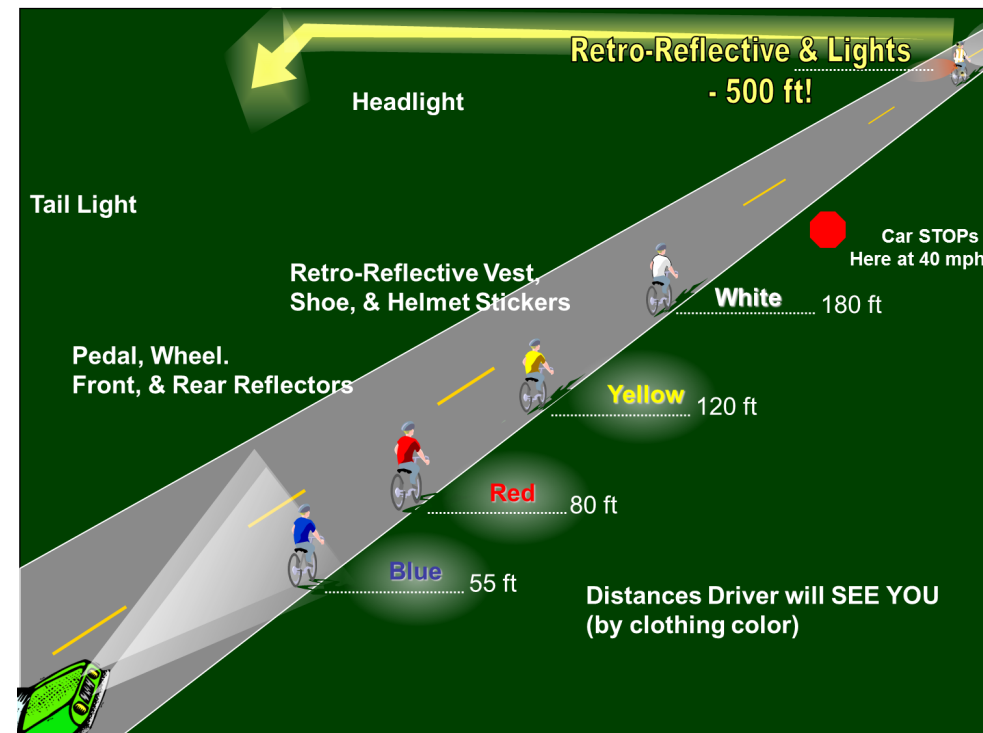 Retro-Reflective & Lights
- 500 ft!
Headlight
Tail Light
Car STOPs
Here at 40 mph
Retro-Reflective Vest,
Shoe, & Helmet Stickers
White 180 ft
Pedal, Wheel.
Front, & Rear Reflectors
Yellow 120 ft
Red 80 ft
Blue 55 ft
Distances Driver will SEE YOU
(by clothing color)